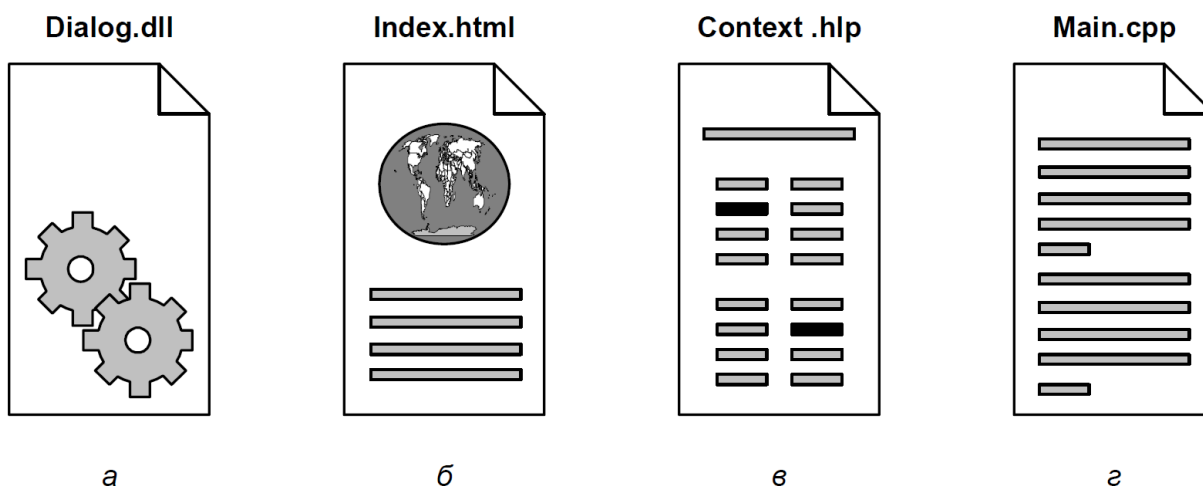 Dialog.dll
Index.html
Context .hlp
Main.cpp
а
б
в
г